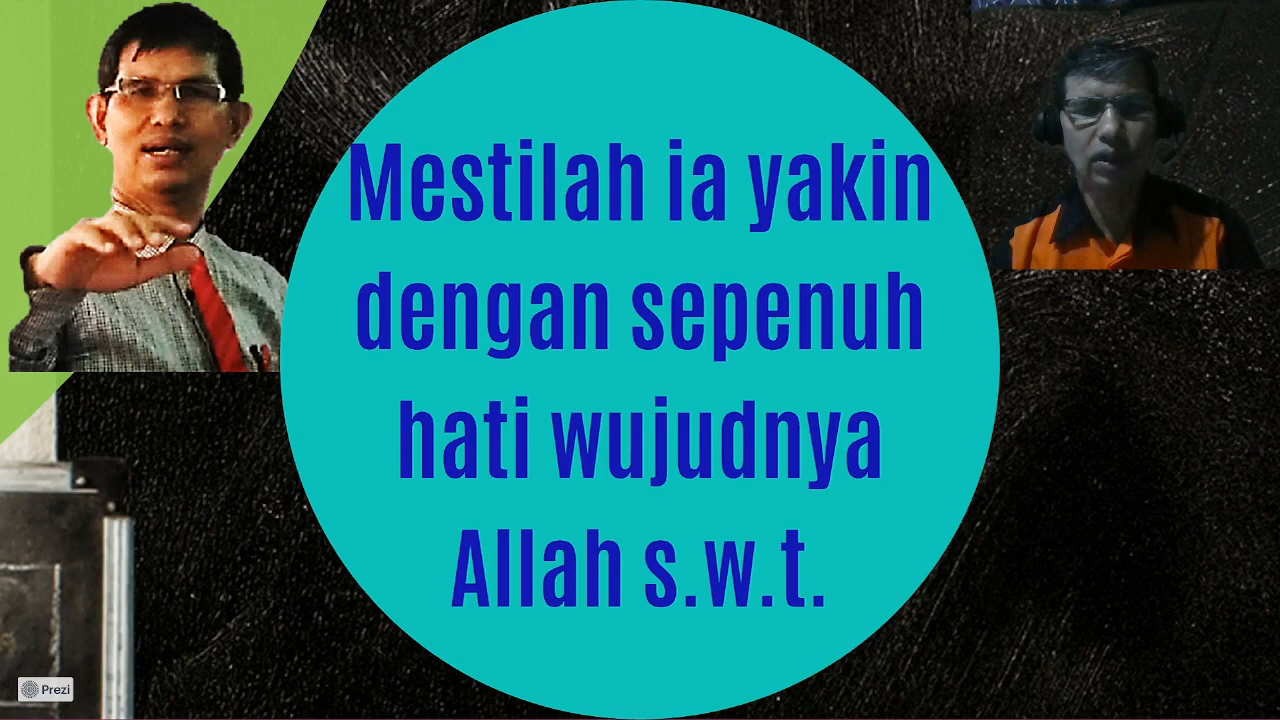 Mestilah ia yakin
dengan sepenuh
hati wujudnya
Allah s.w.t.
Prezi